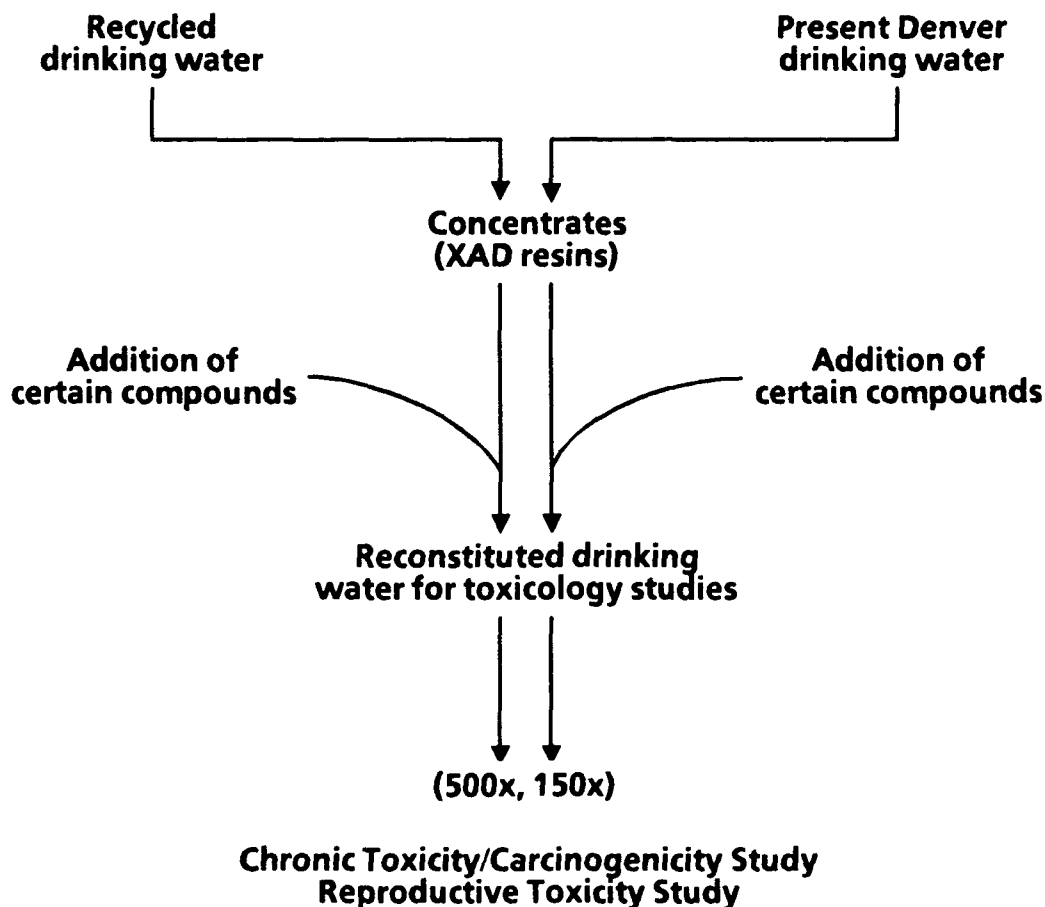 Recycled
drinking water
Present Denver
drinking water
Concentrates
(XAD resins)
Addition of
certain compounds
Addition of
certain compounds
Reconstituted drinking
water for toxicology studies
(500x, 150x)
Chronic Toxicity/Carcinogenicity Study
Reproductive Toxicity Study